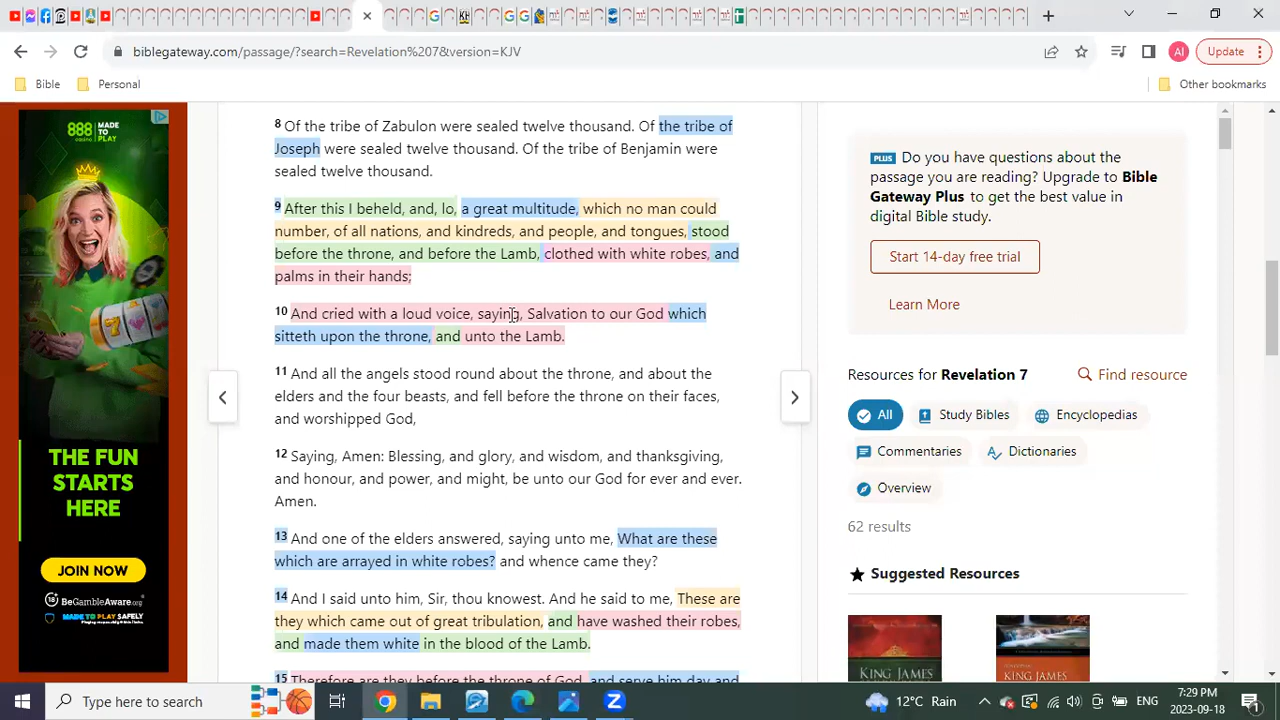 biblegateway.com/passage/?search=Revelation%207&version=KJV
AI
Update
Bible
Personal
Other bookmarks
888
casino
MADE
TO
PLAY
THE FUN
STARTS
HERE
JOIN NOW
18
BeGambleAware.org
MADE TO PLAY SAFELY
8 Of the tribe of Zabulon were sealed twelve thousand. Of the tribe of
Joseph were sealed twelve thousand. Of the tribe of Benjamin were
sealed twelve thousand.
9 After this I beheld, and, lo, a great multitude, which no man could
number, of all nations, and kindreds, and people, and tongues, stood
before the throne, and before the Lamb, clothed with white robes, and
palms in their hands;
10 And cried with a loud voice, saying, Salvation to our God which
sitteth upon the throne, and unto the Lamb.
11 And all the angels stood round about the throne, and about the
elders and the four beasts, and fell before the throne on their faces,
and worshipped God,
12 Saying, Amen: Blessing, and glory, and wisdom, and thanksgiving,
and honour, and power, and might, be unto our God for ever and ever.
Amen.
13 And one of the elders answered, saying unto me, What are these
which are arrayed in white robes? and whence came they?
14 And I said unto him, Sir, thou knowest. And he said to me, These are
they which came out of great tribulation, and have washed their robes,
and made them white in the blood of the Lamb.
PLUS Do you have questions about the
passage you are reading? Upgrade to Bible
Gateway Plus to get the best value in
digital Bible study.
Start 14-day free trial
Learn More
Resources for Revelation 7
Find resource
All
Study Bibles
Encyclopedias
Commentaries
Dictionaries
Overview
62 results
Suggested Resources
KING JAMES
KING JAMES
Type here to search
12°C Rain
ENG
7:29 PM
2023-09-18
1